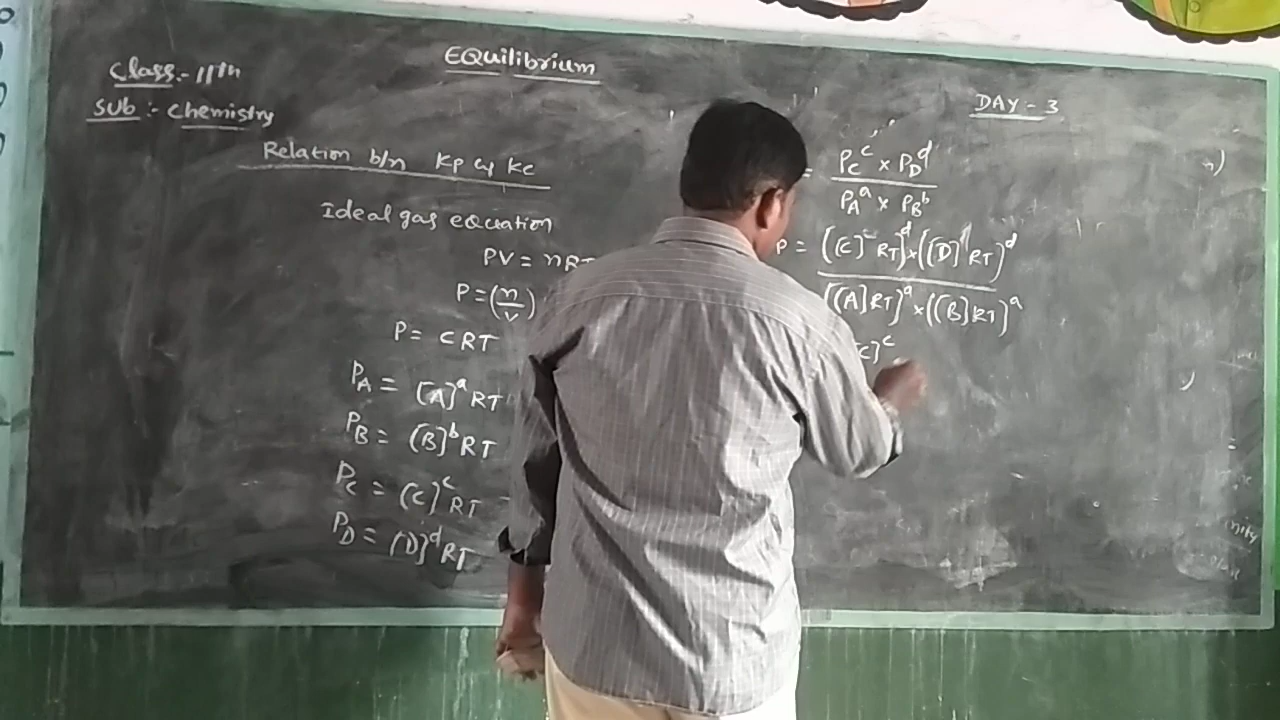 EQuilibrium
Class:- 11th
Sub :- Chemistry
DAY - 3
Relation b/n Kp & Kc
Ideal gas equation
PV = nRT
P = (n/v)
P = CRT
P_A = [A]^a RT
P_B = [B]^b RT
P_C = [C]^c RT
P_D = [D]^d RT
= P_C^c × P_D^d
P_A^a × P_B^b
P = ([C] RT)^d × ([D] RT)^d
([A] RT)^a × ([B] RT)^a
[C]^c